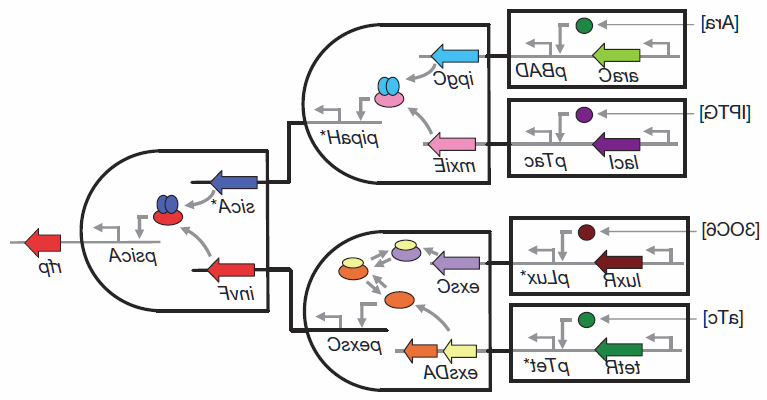 [Ara]
araC
pBAD
ipgC
[IPTG]
lacI
pTac
mxiE
pipaH*
sicA*
psicA
rfp
invF
[3OC6]
luxR
pLux*
exsC
[aTc]
tetR
pTet*
exsDA
pexsC